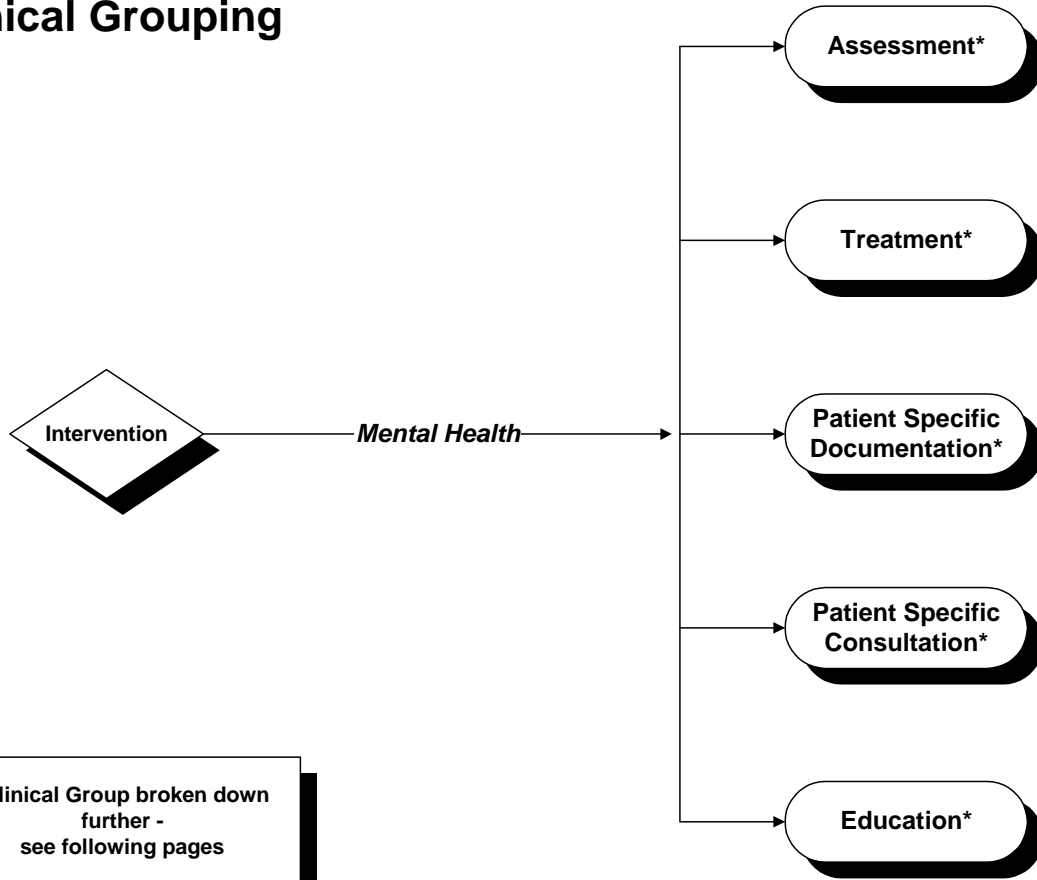 nical Grouping
Assessment*
Treatment*
Patient Specific
Documentation*
Intervention
Mental Health
Patient Specific
Consultation*
linical Group broken down
further -
see following pages
Education*